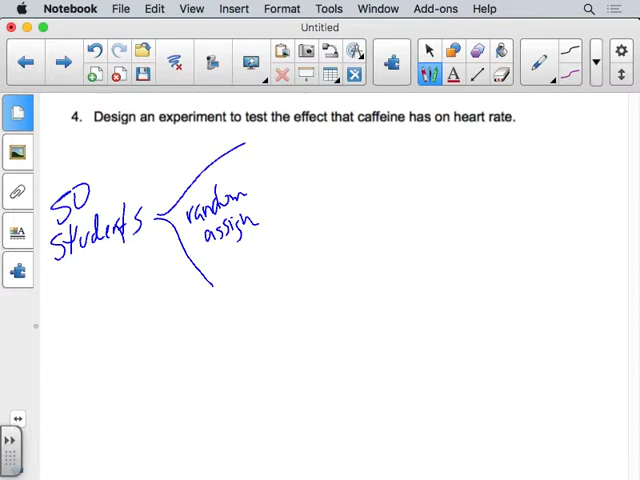 Notebook File Edit View Insert Format Tools Window Add-ons Help
Untitled
4. Design an experiment to test the effect that caffeine has on heart rate.
50
students
random
assign